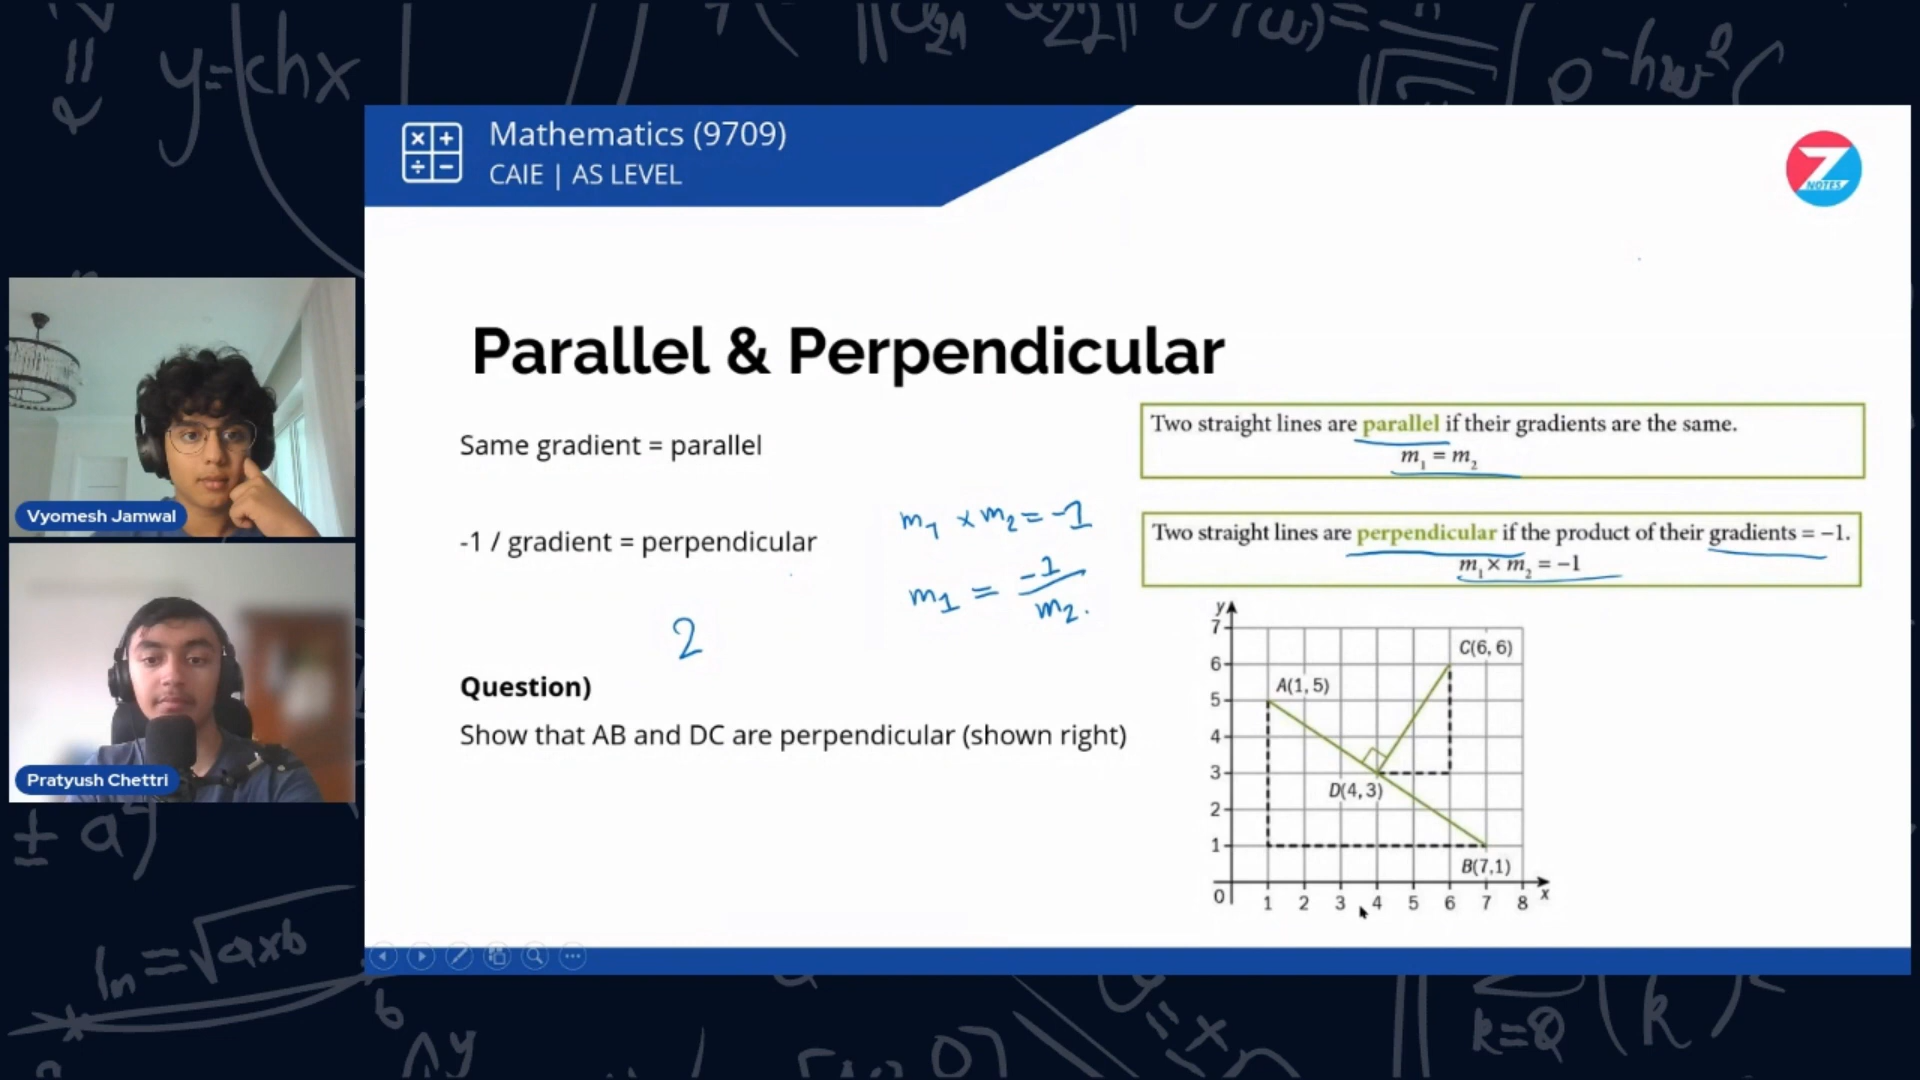 y=chx
Mathematics (9709)
CAIE | AS LEVEL
Z
NOTES
Parallel & Perpendicular
Same gradient = parallel
-1 / gradient = perpendicular
m1 × m2 = -1
m1 = -1/m2.
2
Two straight lines are parallel if their gradients are the same.
m₁ = m₂
Two straight lines are perpendicular if the product of their gradients = −1.
m₁ × m₂ = −1
Question)
Show that AB and DC are perpendicular (shown right)
y
7
6
5
4
3
2
1
0
1 2 3 4 5 6 7 8 x
A(1, 5)
C(6, 6)
D(4, 3)
B(7,1)
Vyomesh Jamwal
Pratyush Chettri
ln=√axb
k=Q
(k)